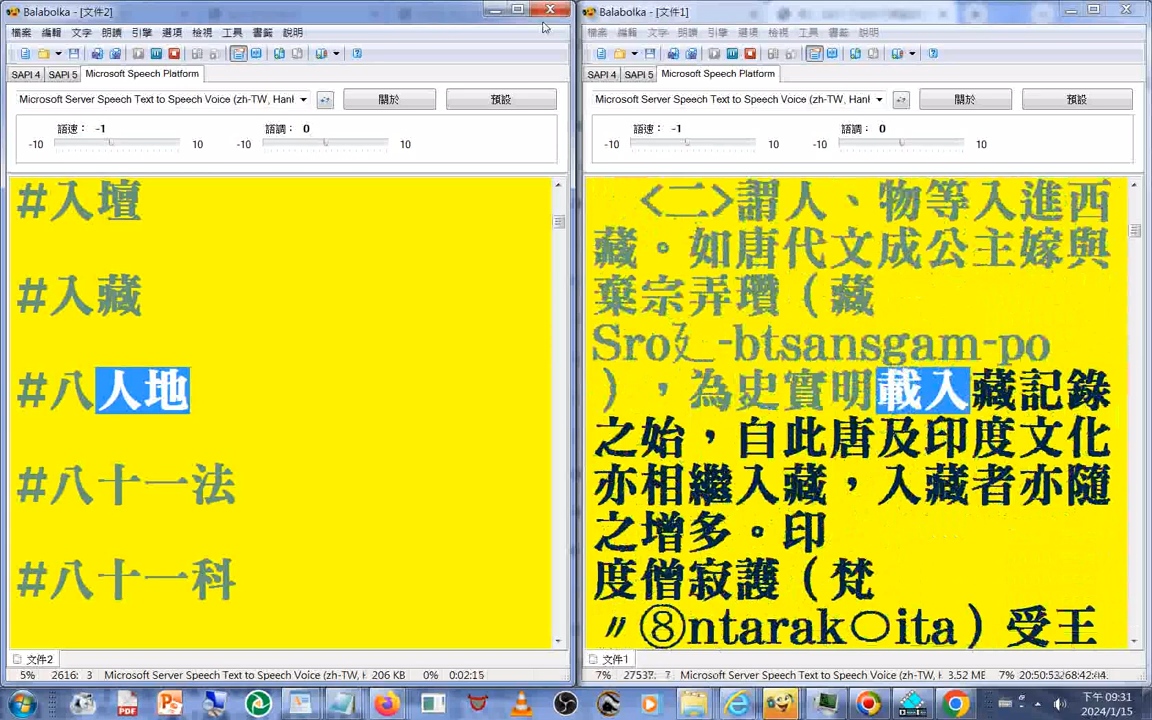 Balabolka - [文件2]
檔案 編輯 文字 朗讀 引擎 選項 檢視 工具 書籤 說明
SAPI 4 SAPI 5 Microsoft Speech Platform
Microsoft Server Speech Text to Speech Voice (zh-TW, Hanl
關於 預設
語速： -1 語調： 0
-10 10 -10 10
#入壇
#入藏
#八人地
#八十一法
#八十一科
文件2
5% 2616: 3 Microsoft Server Speech Text to Speech Voice (zh-TW, H 206 KB 0% 0:02:15
Balabolka - [文件1]
檔案 編輯 文字 朗讀 引擎 選項 檢視 工具 書籤 說明
SAPI 4 SAPI 5 Microsoft Speech Platform
Microsoft Server Speech Text to Speech Voice (zh-TW, Hanl
關於 預設
語速： -1 語調： 0
-10 10 -10 10
<二>謂人、物等入進西
藏。如唐代文成公主嫁與
棄宗弄瓚（藏
Sro廴-btsansgam-po
），為史實明載入藏記錄
之始，自此唐及印度文化
亦相繼入藏，入藏者亦隨
之增多。印
度僧寂護（梵
〃⑧ntarak○ita）受王
文件1
7% 27537: 7 Microsoft Server Speech Text to Speech Voice (zh-TW, H 3.52 MB 7%
下午 09:31
2024/1/15